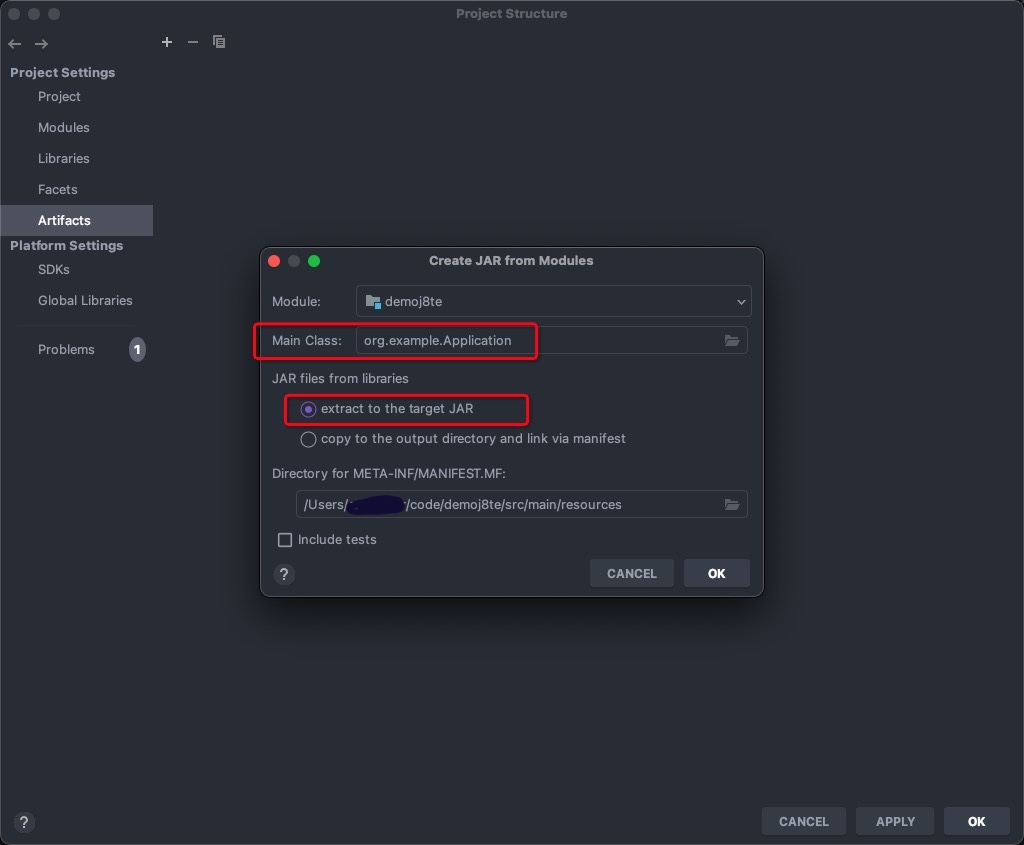 Project Structure
Project Settings
Project
Modules
Libraries
Facets
Artifacts
Platform Settings
SDKs
Global Libraries
Problems 1
Create JAR from Modules
Module: demoj8te
Main Class: org.example.Application
JAR files from libraries
extract to the target JAR
copy to the output directory and link via manifest
Directory for META-INF/MANIFEST.MF:
/Users/ /code/demoj8te/src/main/resources
Include tests
? CANCEL OK
? CANCEL APPLY OK